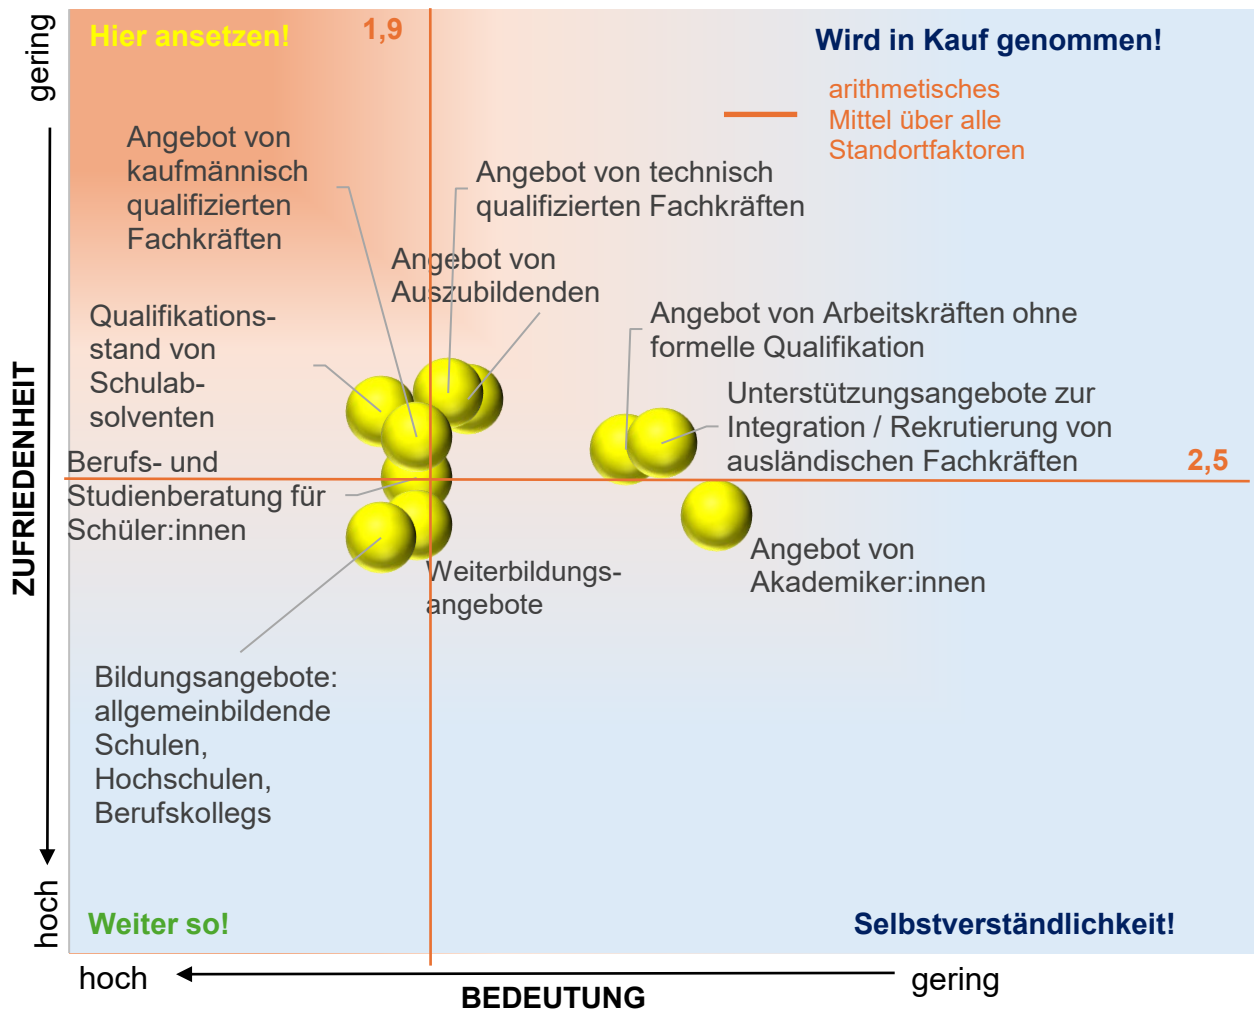 Hier ansetzen!
1,9
Wird in Kauf genommen!
arithmetisches
Mittel über alle
Standortfaktoren
gering
Angebot von
kaufmännisch
qualifizierten
Fachkräften
Angebot von technisch
qualifizierten Fachkräften
Angebot von
Auszubildenden
Qualifikations-
stand von
Schulab-
solventen
Angebot von Arbeitskräften ohne
formelle Qualifikation
Unterstützungsangebote zur
Integration / Rekrutierung von
ausländischen Fachkräften
2,5
ZUFRIEDENHEIT
Berufs- und
Studienberatung für
Schüler:innen
Weiterbildungs-
angebote
Angebot von
Akademiker:innen
Bildungsangebote:
allgemeinbildende
Schulen,
Hochschulen,
Berufskollegs
hoch
Weiter so!
Selbstverständlichkeit!
hoch
BEDEUTUNG
gering